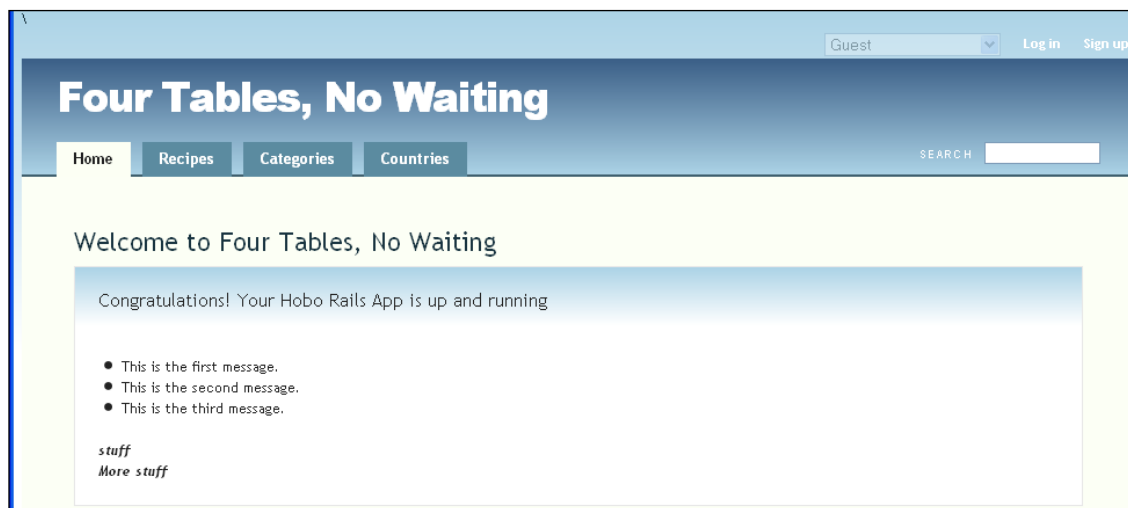 \
Guest Log in Sign up
Four Tables, No Waiting
Home Recipes Categories Countries SEARCH
Welcome to Four Tables, No Waiting
Congratulations! Your Hobo Rails App is up and running
• This is the first message.
• This is the second message.
• This is the third message.
stuff
More stuff